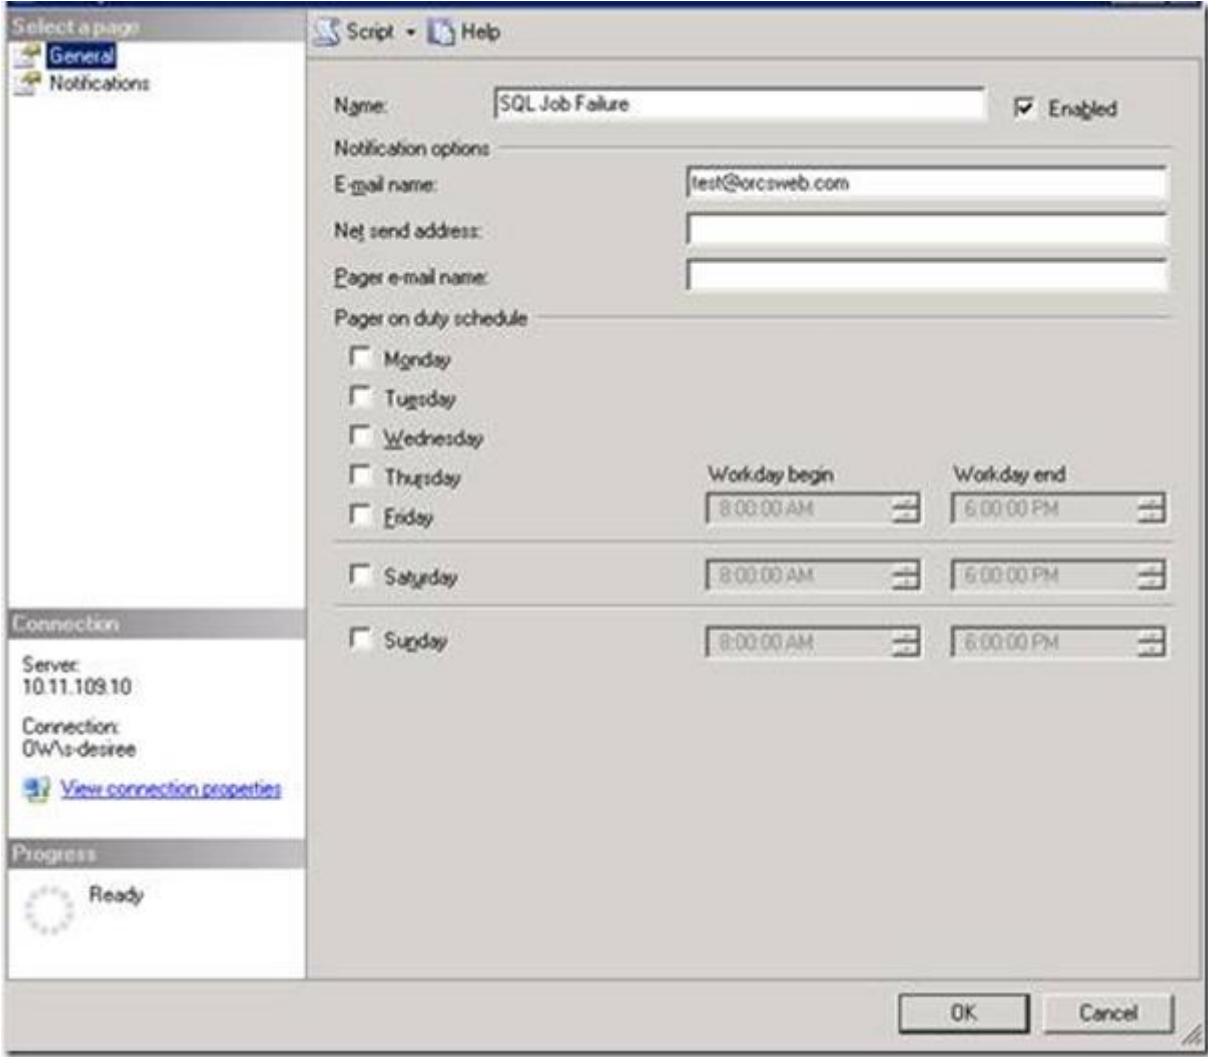 Select a page
General
Notifications
Script
Help
Name:
SQL Job Failure
Enabled
Notification options
E-mail name:
test@orcsweb.com
Net send address:
Pager e-mail name:
Pager on duty schedule
Monday
Tuesday
Wednesday
Thursday
Workday begin
Workday end
Friday
8:00:00 AM
6:00:00 PM
Saturday
8:00:00 AM
6:00:00 PM
Sunday
8:00:00 AM
6:00:00 PM
Connection
Server:
10.11.109.10
Connection:
OW\s-desiree
View connection properties
Progress
Ready
OK
Cancel